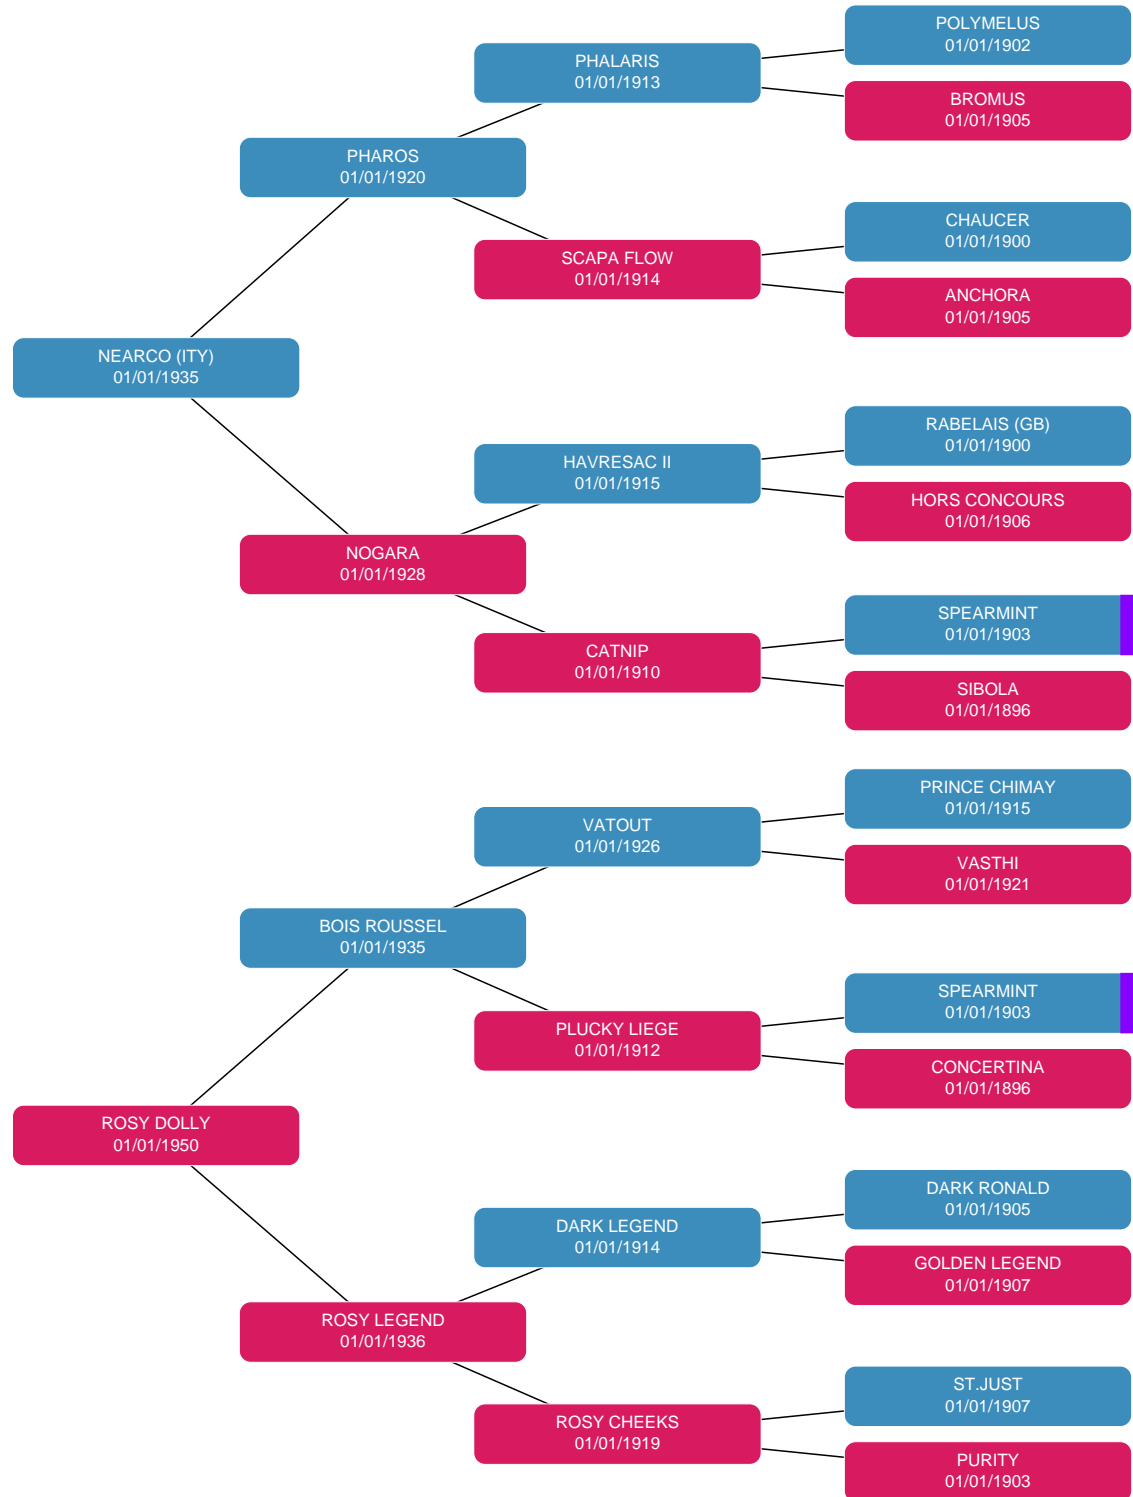 POLYMELUS
01/01/1902
PHALARIS
01/01/1913
BROMUS
01/01/1905
PHAROS
01/01/1920
CHAUCER
01/01/1900
SCAPA FLOW
01/01/1914
ANCHORA
01/01/1905
NEARCO (ITY)
01/01/1935
RABELAIS (GB)
01/01/1900
HAVRESAC II
01/01/1915
HORS CONCOURS
01/01/1906
NOGARA
01/01/1928
SPEARMINT
01/01/1903
CATNIP
01/01/1910
SIBOLA
01/01/1896
PRINCE CHIMAY
01/01/1915
VATOUT
01/01/1926
VASTHI
01/01/1921
BOIS ROUSSEL
01/01/1935
SPEARMINT
01/01/1903
PLUCKY LIEGE
01/01/1912
CONCERTINA
01/01/1896
ROSY DOLLY
01/01/1950
DARK RONALD
01/01/1905
DARK LEGEND
01/01/1914
GOLDEN LEGEND
01/01/1907
ROSY LEGEND
01/01/1936
ST.JUST
01/01/1907
ROSY CHEEKS
01/01/1919
PURITY
01/01/1903